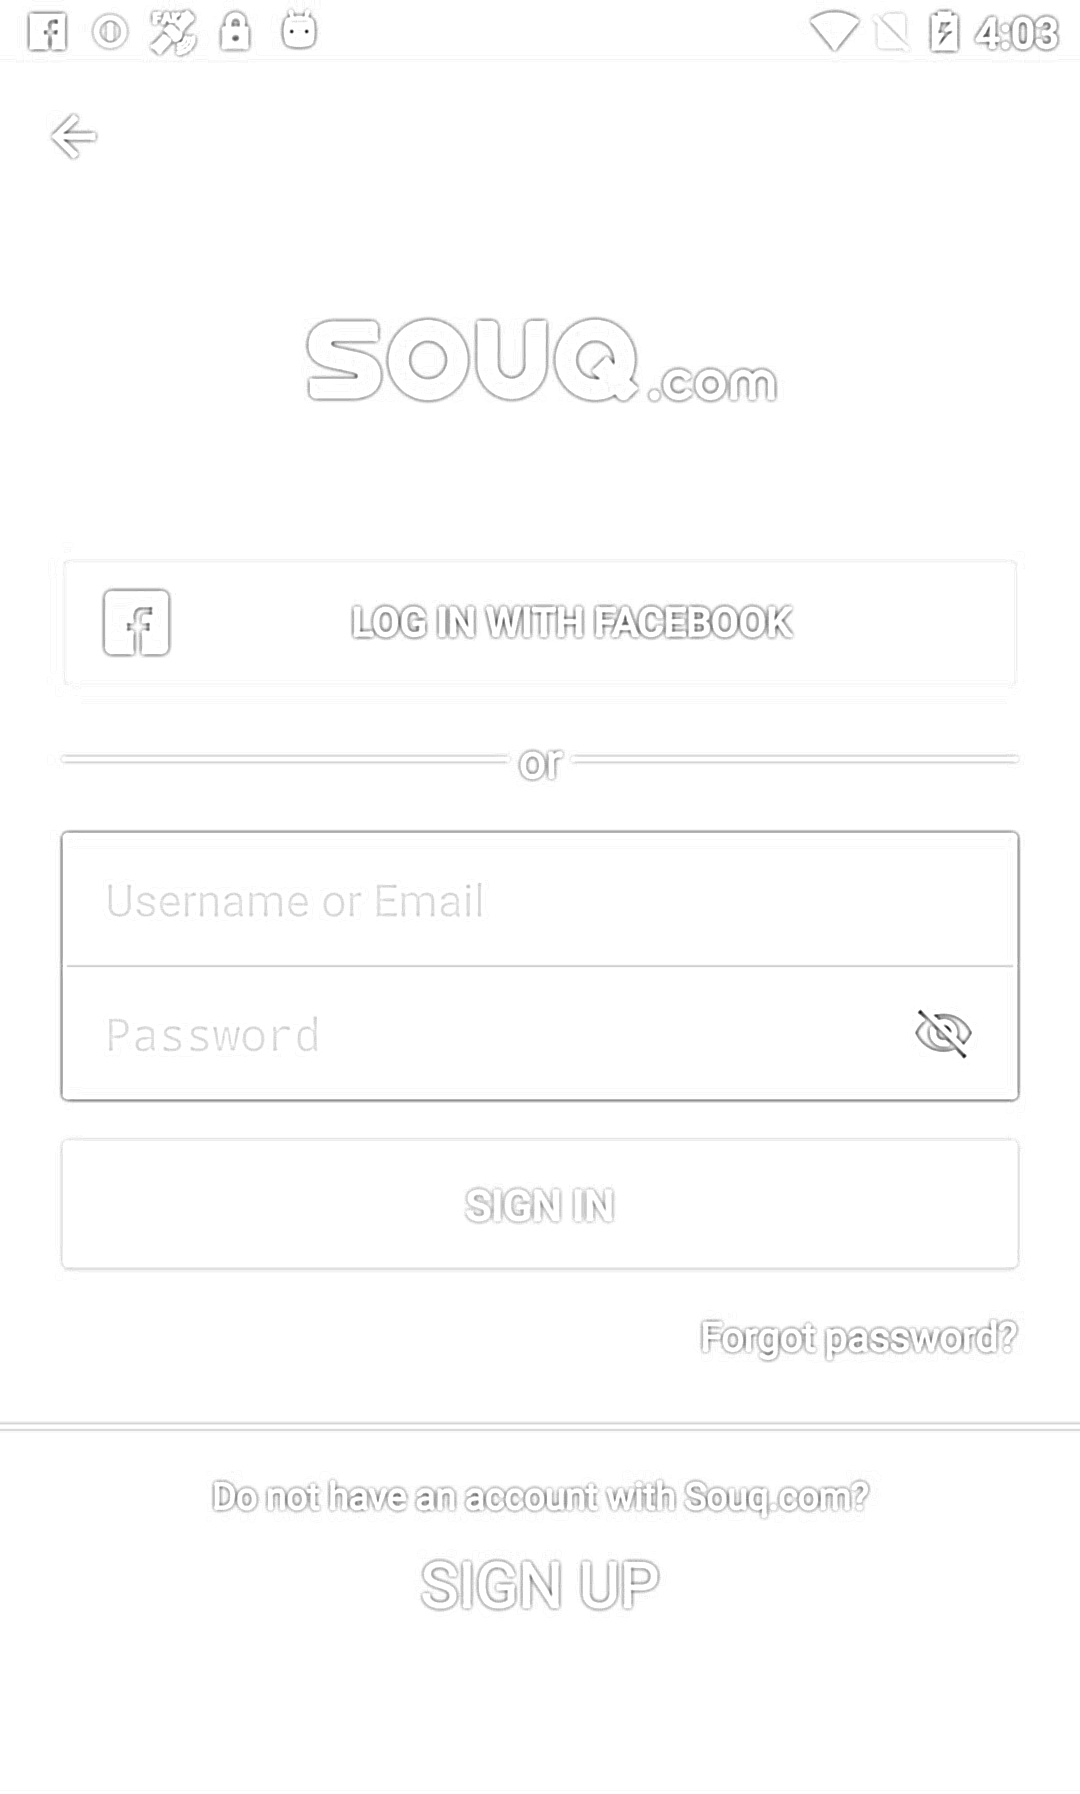 4:03
SOUQ.com
LOG IN WITH FACEBOOK
or
Username or Email
Password
SIGN IN
Forgot password?
Do not have an account with Souq.com?
SIGN UP